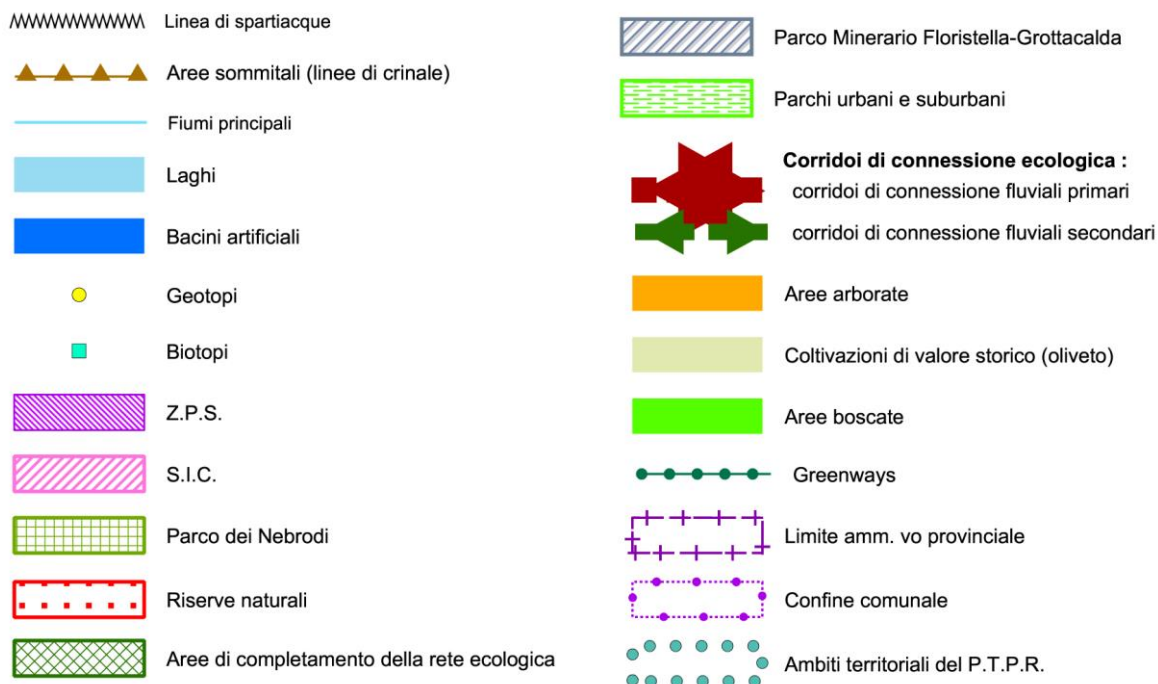 Linea di spartiacque
Aree sommitali (linee di crinale)
Fiumi principali
Laghi
Bacini artificiali
Geotopi
Biotopi
Z.P.S.
S.I.C.
Parco dei Nebrodi
Riserve naturali
Aree di completamento della rete ecologica
Parco Minerario Floristella-Grottacalda
Parchi urbani e suburbani
Corridoi di connessione ecologica :
corridoi di connessione fluviali primari
corridoi di connessione fluviali secondari
Aree arborate
Coltivazioni di valore storico (oliveto)
Aree boscate
Greenways
Limite amm. vo provinciale
Confine comunale
Ambiti territoriali del P.T.P.R.